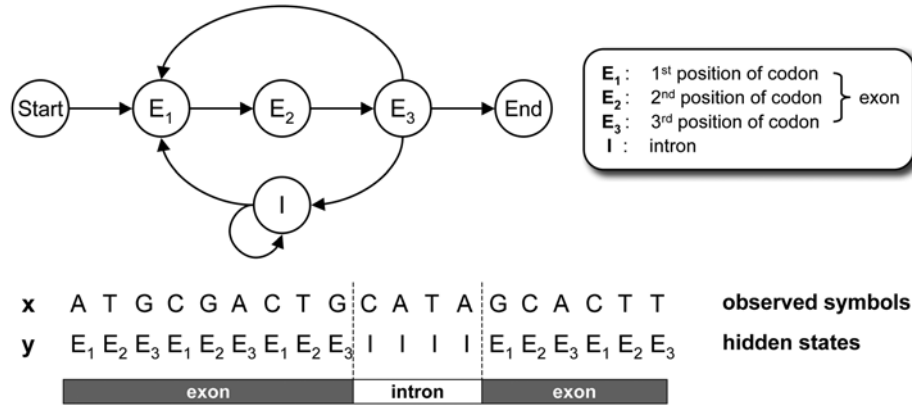 Start E₁ E₂ E₃ End
I
E₁ : 1st position of codon
E₂ : 2nd position of codon
E₃ : 3rd position of codon
exon
I : intron
x A T G C G A C T G C A T A G C A C T T observed symbols
y E₁ E₂ E₃ E₁ E₂ E₃ E₁ E₂ E₃ I I I I E₁ E₂ E₃ E₁ E₂ E₃ hidden states
exon intron exon